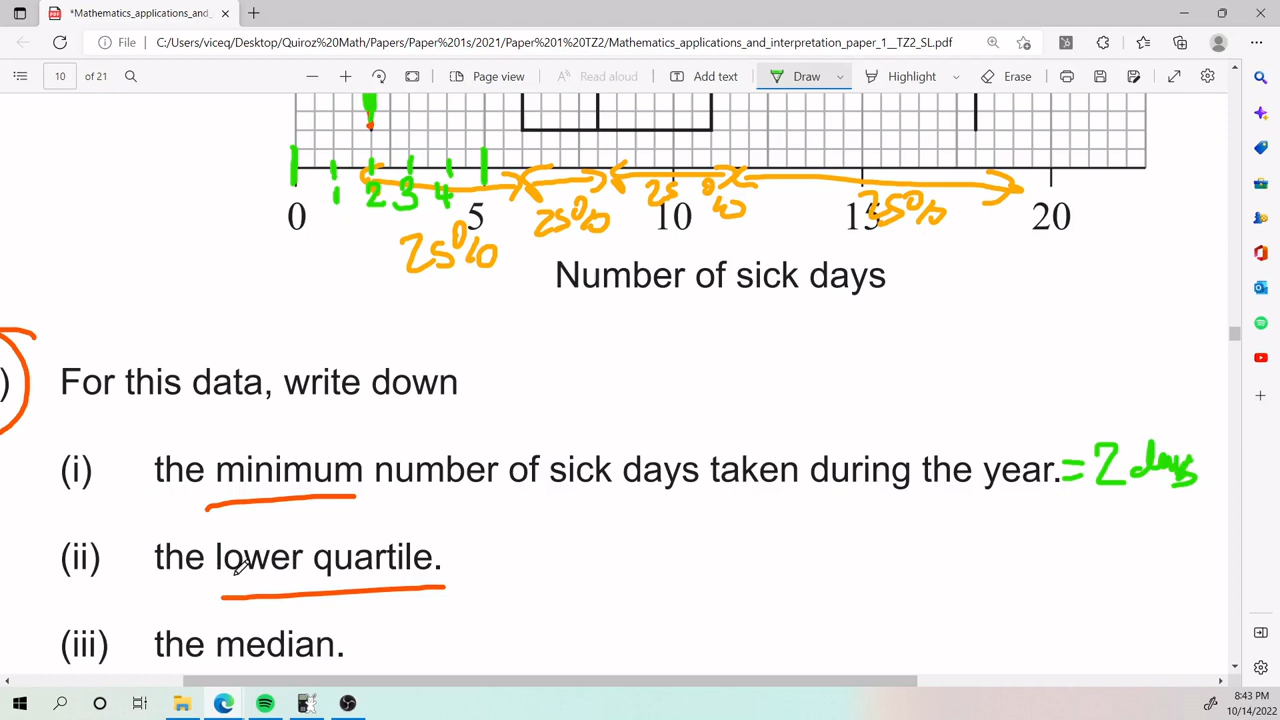 *Mathematics_applications_and_
File C:/Users/viceq/Desktop/Quiroz%20Math/Papers/Paper%201s/2021/Paper%201%20TZ2/Mathematics_applications_and_interpretation_paper_1__TZ2_SL.pdf
10 of 21 Page view Read aloud Add text Draw Highlight Erase
1 2 3 4
25% 25% 25% 25%
0 5 10 15 20
Number of sick days
) For this data, write down
(i) the minimum number of sick days taken during the year. = 2 days
(ii) the lower quartile.
(iii) the median.
8:43 PM
10/14/2022